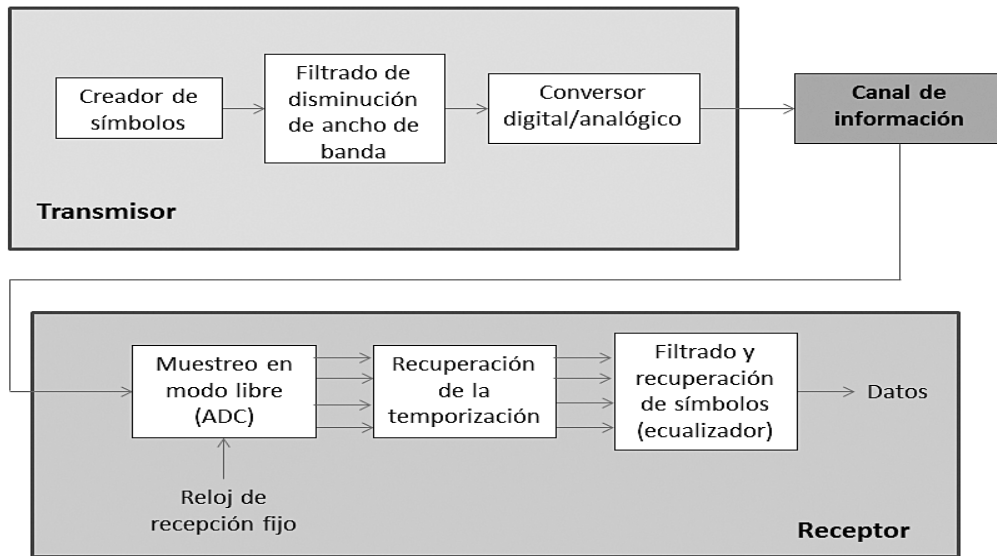 Creador de
símbolos
Filtrado de
disminución
de ancho de
banda
Conversor
digital/analógico
Canal de
información
Transmisor
Muestreo en
modo libre
(ADC)
Recuperación
de la
temporización
Filtrado y
recuperación
de símbolos
(ecualizador)
Datos
Reloj de
recepción fijo
Receptor